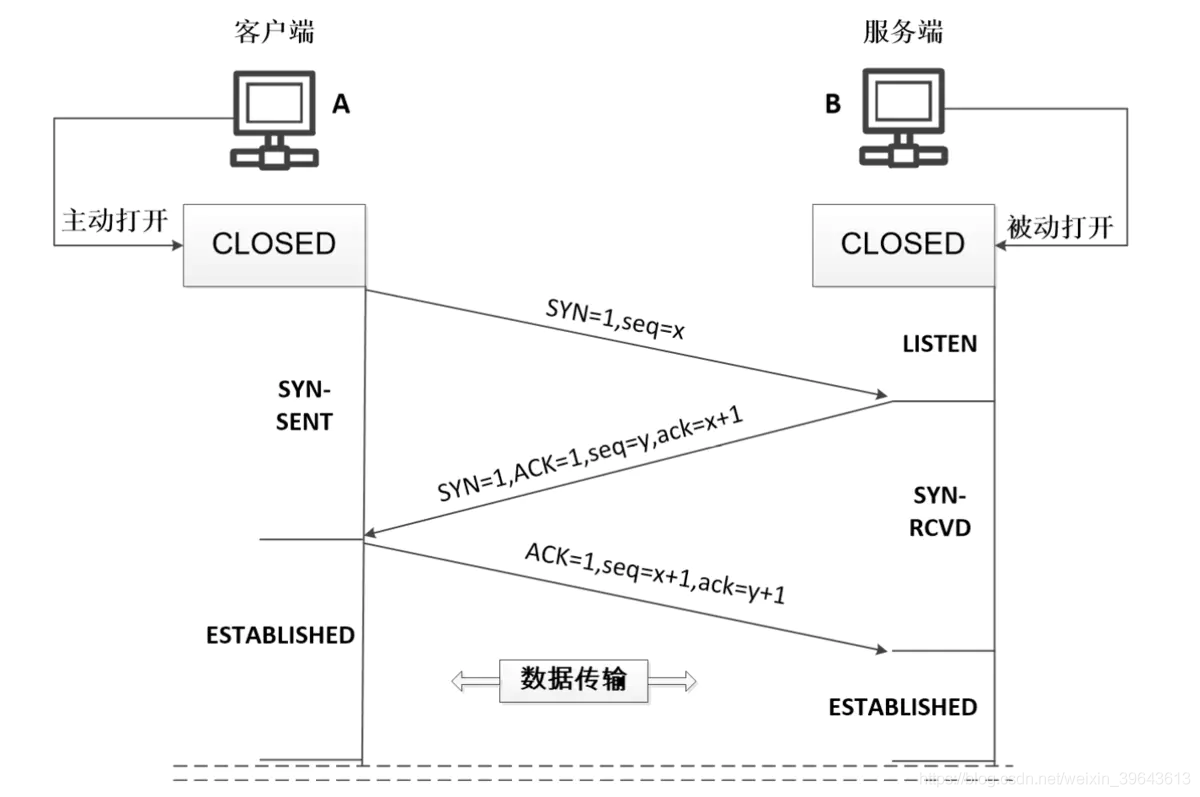 客户端
服务端
A
B
主动打开
CLOSED
CLOSED
被动打开
SYN=1,seq=x
LISTEN
SYN-
SENT
SYN=1,ACK=1,seq=y,ack=x+1
SYN-
RCVD
ACK=1,seq=x+1,ack=y+1
ESTABLISHED
数据传输
ESTABLISHED
https://blog.csdn.net/weixin_39643613